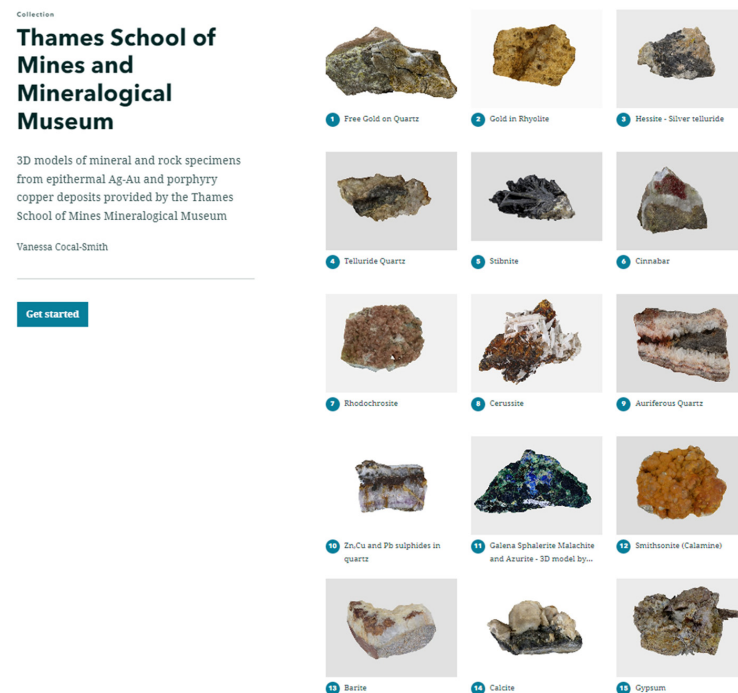 Collection
Thames School of
Mines and
Mineralogical
Museum
3D models of mineral and rock specimens
from epithermal Ag-Au and porphyry
copper deposits provided by the Thames
School of Mines Mineralogical Museum
Vanessa Cocal-Smith
Get started
1 Free Gold on Quartz
2 Gold in Rhyolite
3 Hessite - Silver telluride
4 Telluride Quartz
5 Stibnite
6 Cinnabar
7 Rhodochrosite
8 Cerussite
9 Auriferous Quartz
10 Zn,Cu and Pb sulphides in
quartz
11 Galena Sphalerite Malachite
and Azurite - 3D model by...
12 Smithsonite (Calamine)
13 Barite
14 Calcite
15 Gypsum